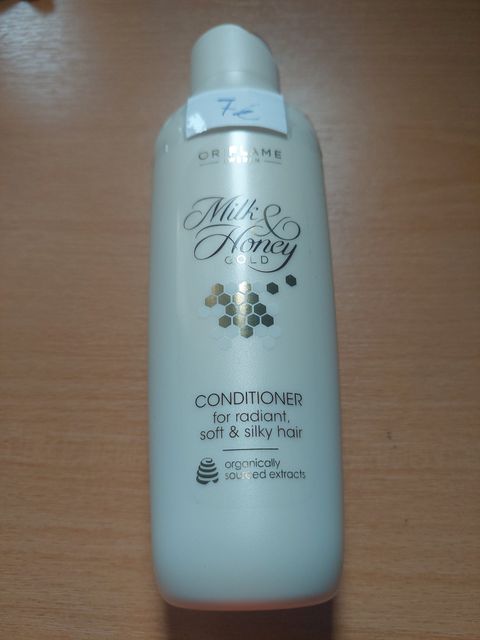 7€
ORIFLAME
SWEDEN
Milk &
Honey
GOLD
CONDITIONER
for radiant,
soft & silky hair
organically
sourced extracts